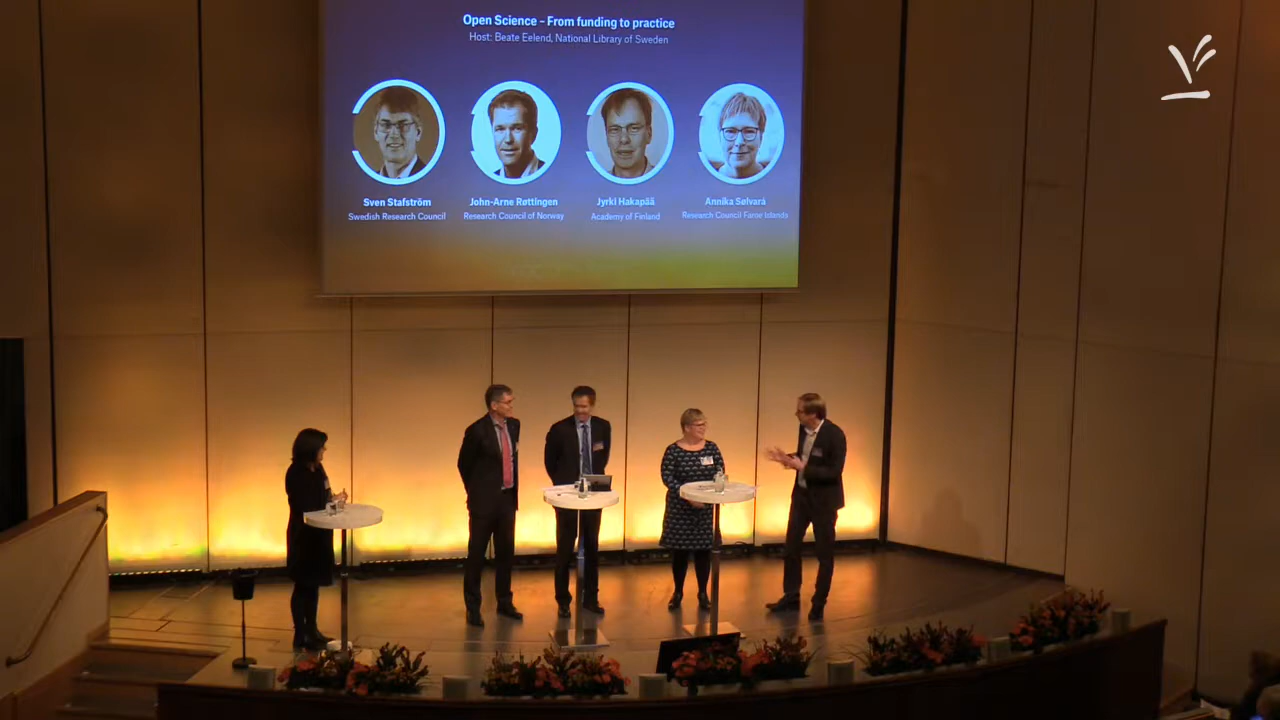 Open Science – From funding to practice
Host: Beate Eelend, National Library of Sweden
Sven Stafström
Swedish Research Council
John-Arne Røttingen
Research Council of Norway
Jyrki Hakapää
Academy of Finland
Annika Sølvará
Research Council Faroe Islands